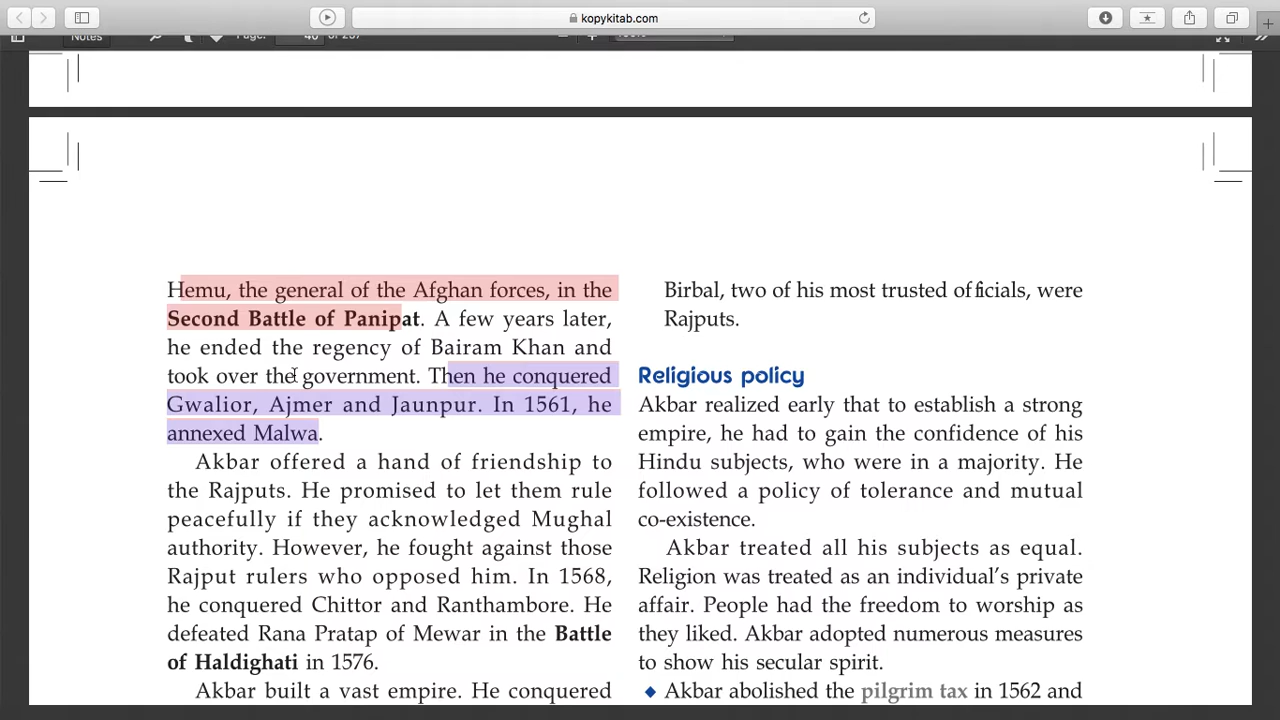 kopykitab.com
Notes
Page:
Hemu, the general of the Afghan forces, in the
Second Battle of Panipat. A few years later,
he ended the regency of Bairam Khan and
took over the government. Then he conquered
Gwalior, Ajmer and Jaunpur. In 1561, he
annexed Malwa.
Akbar offered a hand of friendship to
the Rajputs. He promised to let them rule
peacefully if they acknowledged Mughal
authority. However, he fought against those
Rajput rulers who opposed him. In 1568,
he conquered Chittor and Ranthambore. He
defeated Rana Pratap of Mewar in the Battle
of Haldighati in 1576.
Akbar built a vast empire. He conquered
Birbal, two of his most trusted officials, were
Rajputs.
Religious policy
Akbar realized early that to establish a strong
empire, he had to gain the confidence of his
Hindu subjects, who were in a majority. He
followed a policy of tolerance and mutual
co-existence.
Akbar treated all his subjects as equal.
Religion was treated as an individual's private
affair. People had the freedom to worship as
they liked. Akbar adopted numerous measures
to show his secular spirit.
◆ Akbar abolished the pilgrim tax in 1562 and